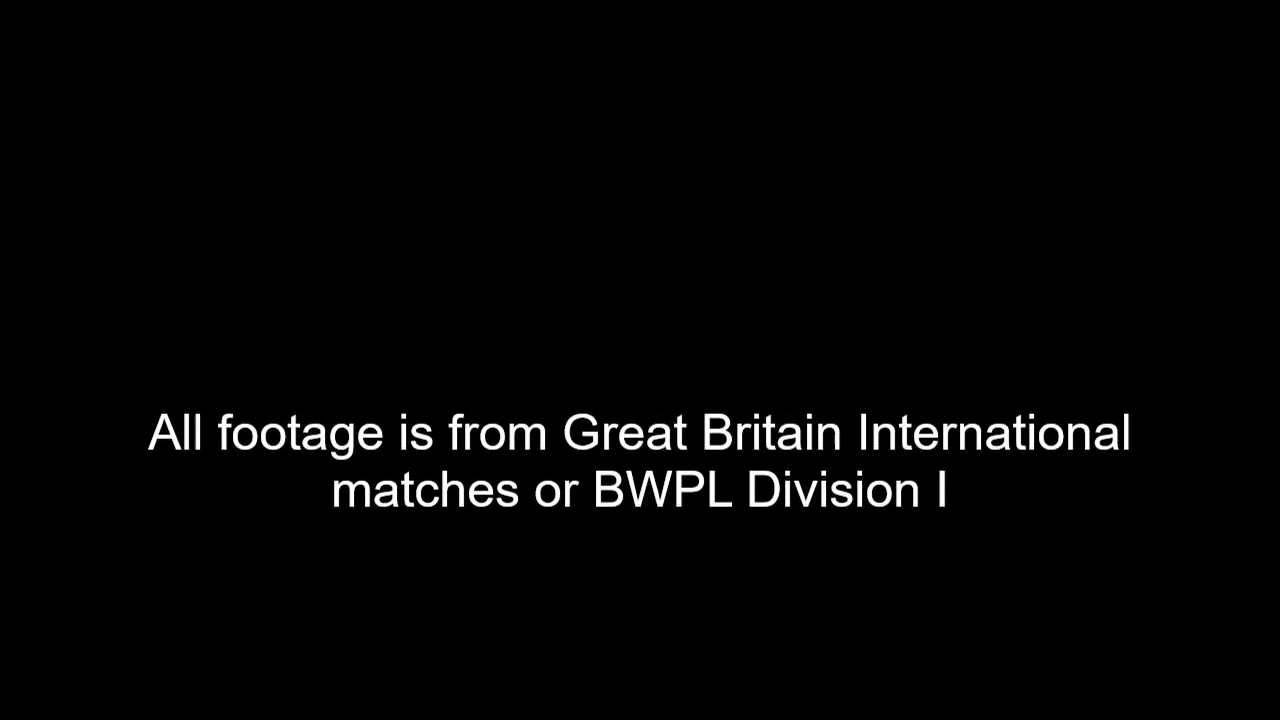 All footage is from Great Britain International
matches or BWPL Division I